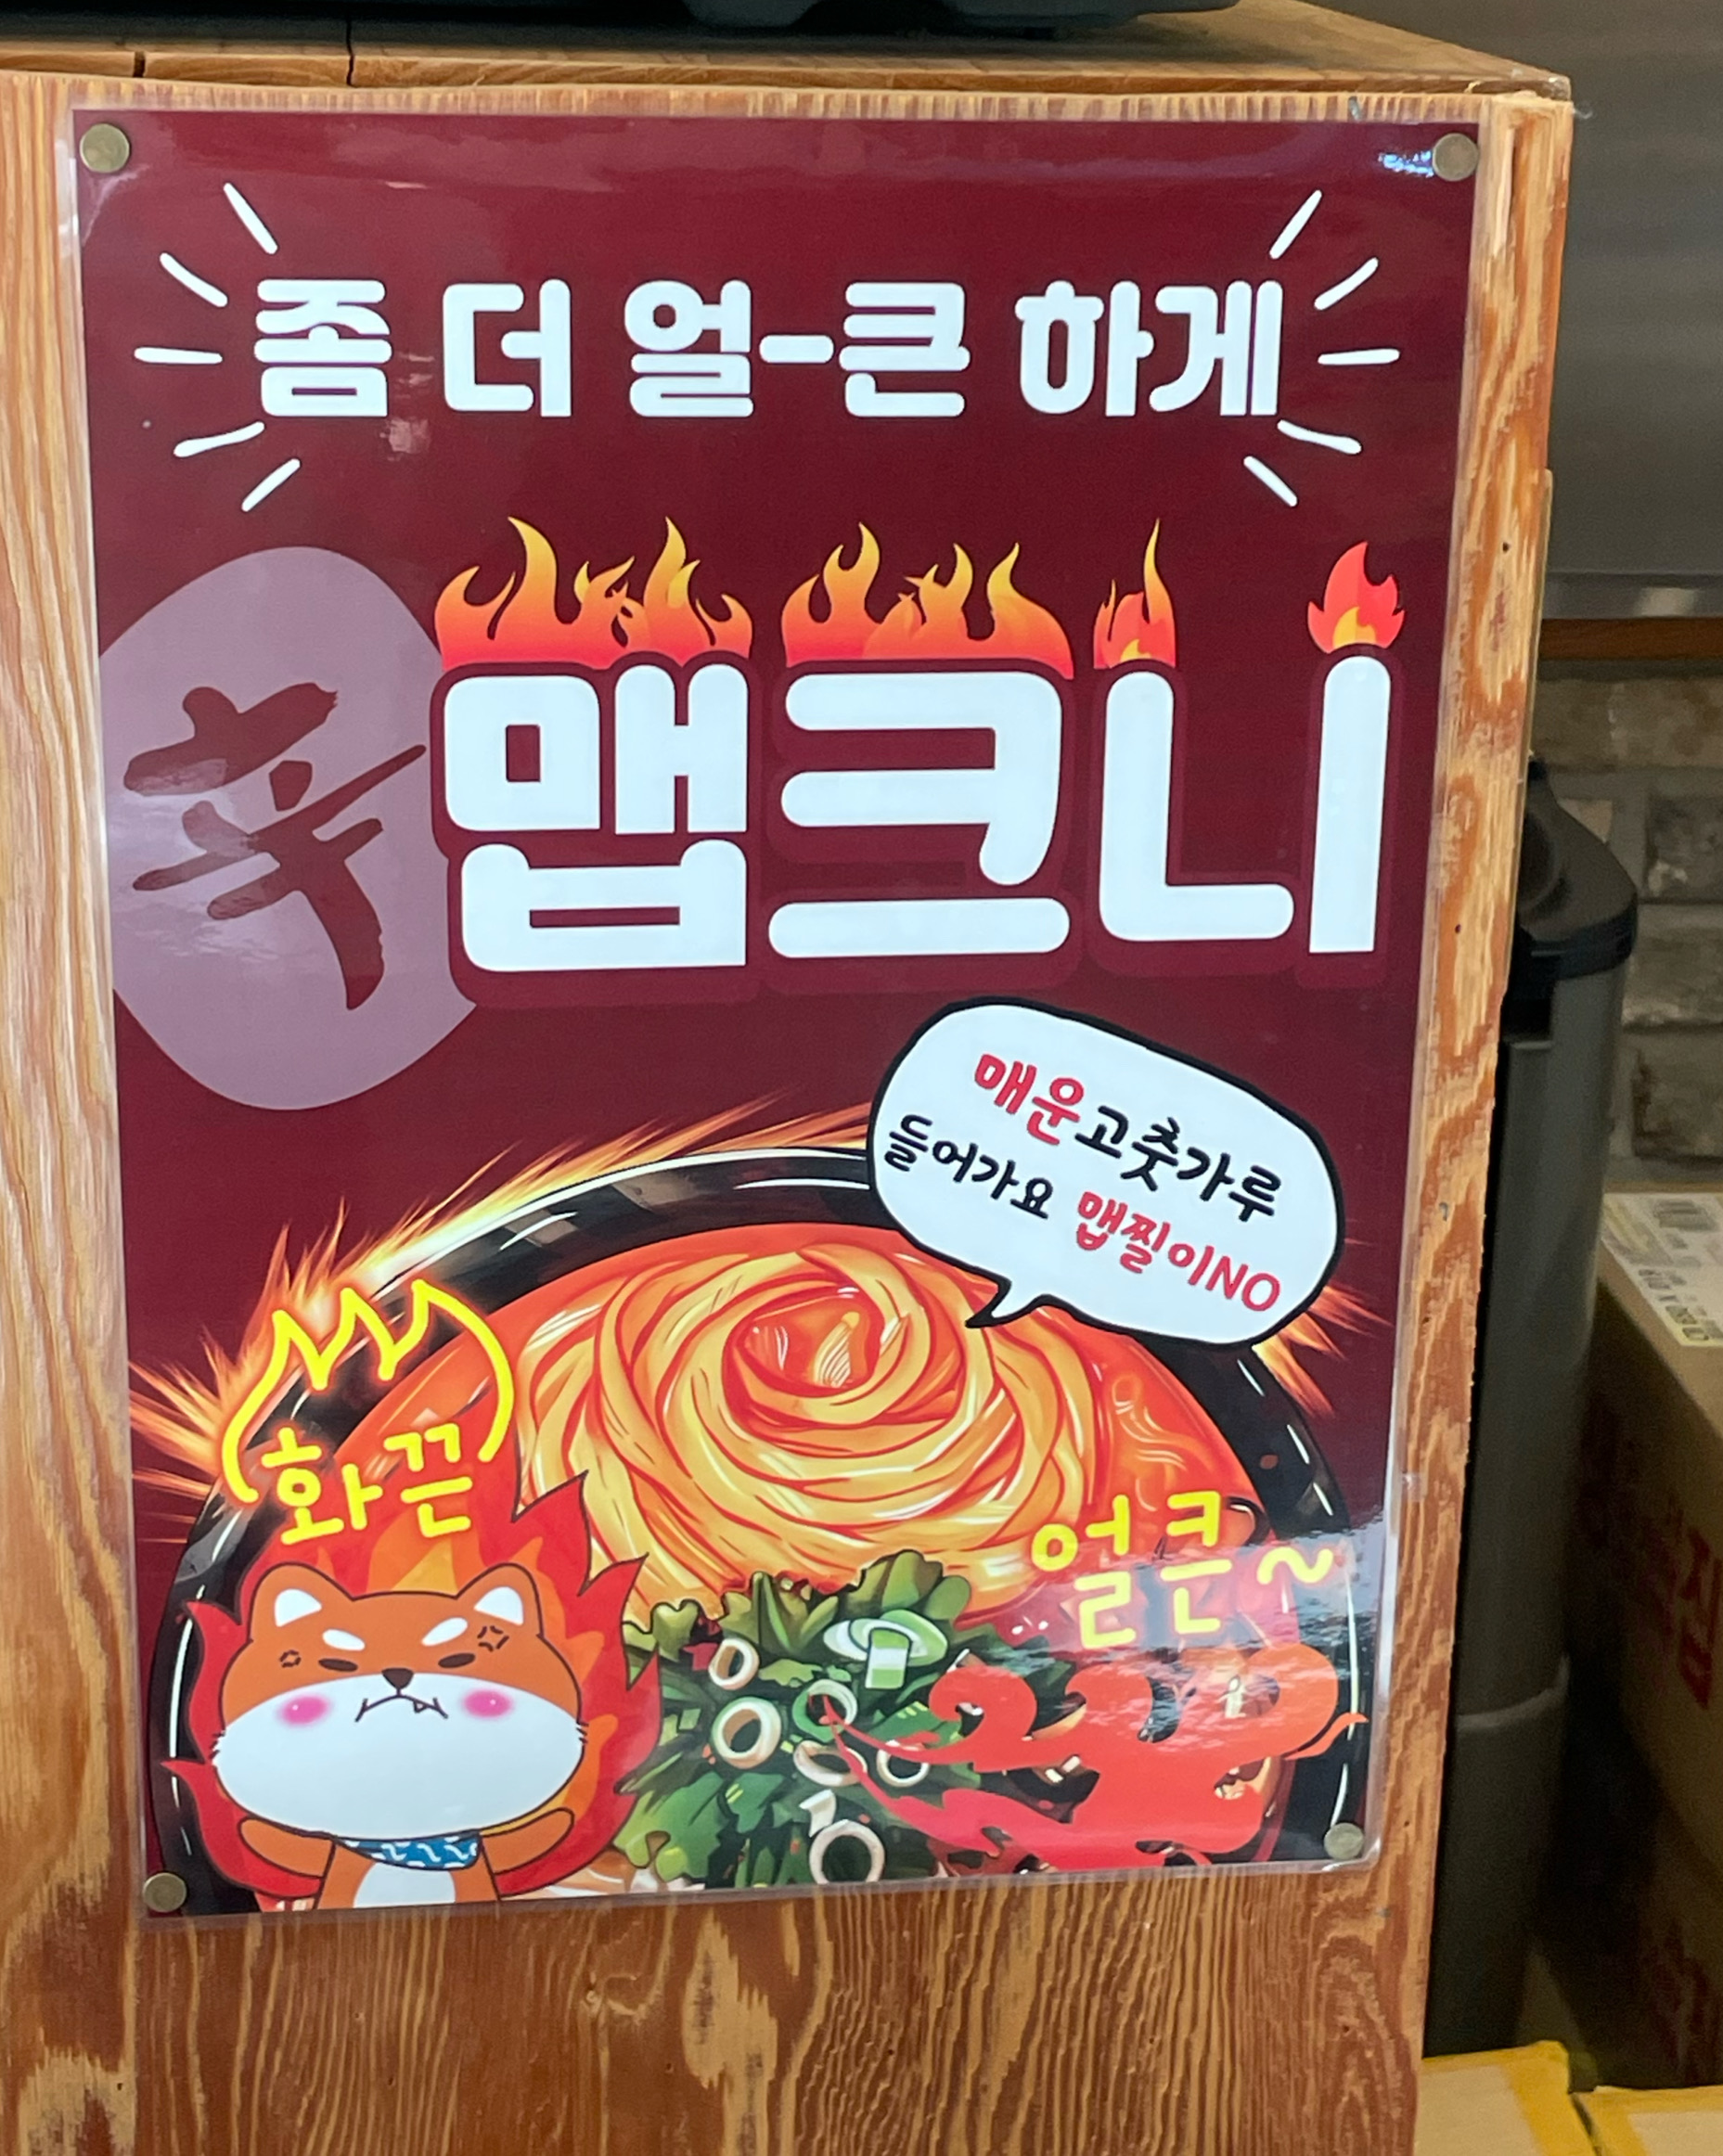 좀 더 얼-큰 하게
辛
맵크니
매운고춧가루
들어가요 맵찔이NO
화끈
얼큰~